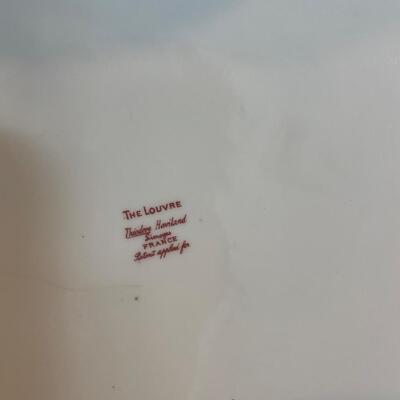 THE LOUVRE
Theodore Haviland
Limoges
FRANCE
Patent applied for